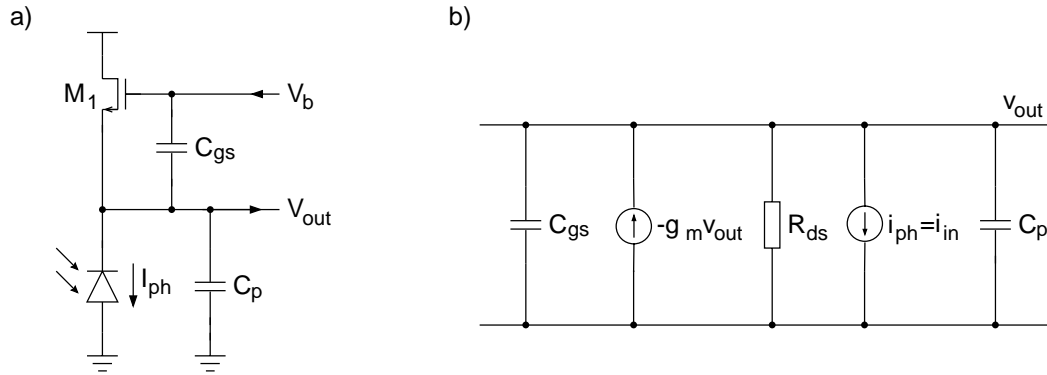 a)
M1
Vb
Cgs
Vout
Iph
Cp
b)
vout
Cgs
-gmvout
Rds
iph=iin
Cp